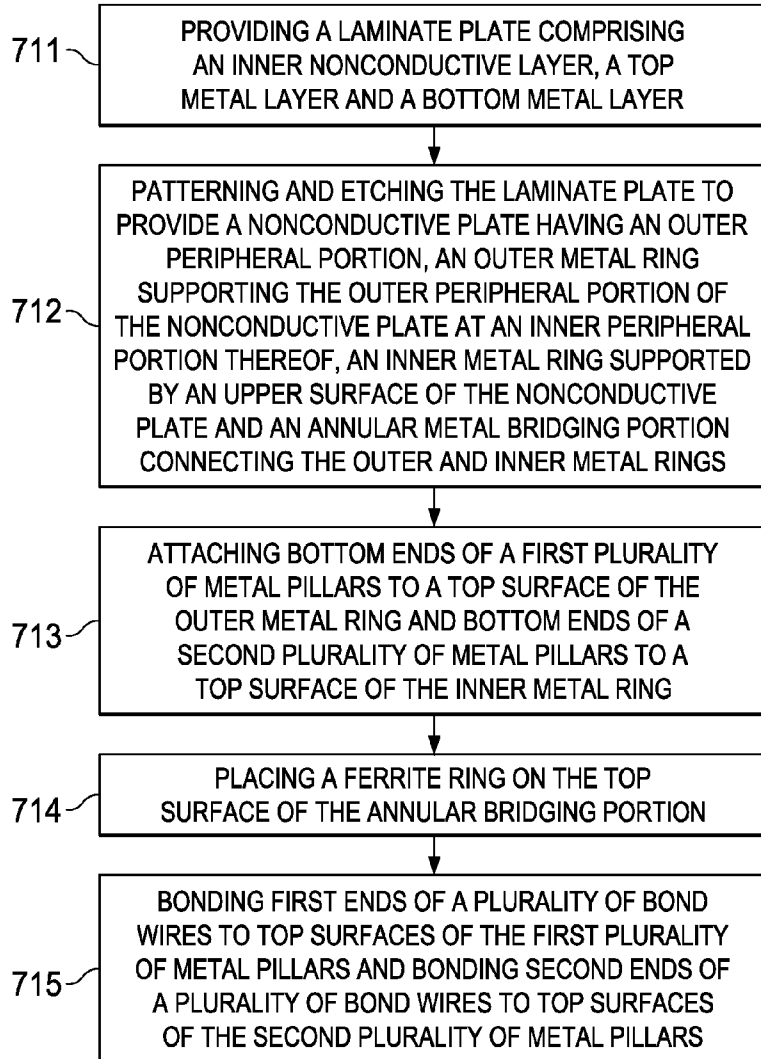 711
PROVIDING A LAMINATE PLATE COMPRISING
AN INNER NONCONDUCTIVE LAYER, A TOP
METAL LAYER AND A BOTTOM METAL LAYER
712
PATTERNING AND ETCHING THE LAMINATE PLATE TO
PROVIDE A NONCONDUCTIVE PLATE HAVING AN OUTER
PERIPHERAL PORTION, AN OUTER METAL RING
SUPPORTING THE OUTER PERIPHERAL PORTION OF
THE NONCONDUCTIVE PLATE AT AN INNER PERIPHERAL
PORTION THEREOF, AN INNER METAL RING SUPPORTED
BY AN UPPER SURFACE OF THE NONCONDUCTIVE
PLATE AND AN ANNULAR METAL BRIDGING PORTION
CONNECTING THE OUTER AND INNER METAL RINGS
713
ATTACHING BOTTOM ENDS OF A FIRST PLURALITY
OF METAL PILLARS TO A TOP SURFACE OF THE
OUTER METAL RING AND BOTTOM ENDS OF A
SECOND PLURALITY OF METAL PILLARS TO A
TOP SURFACE OF THE INNER METAL RING
714
PLACING A FERRITE RING ON THE TOP
SURFACE OF THE ANNULAR BRIDGING PORTION
715
BONDING FIRST ENDS OF A PLURALITY OF BOND
WIRES TO TOP SURFACES OF THE FIRST PLURALITY
OF METAL PILLARS AND BONDING SECOND ENDS OF
A PLURALITY OF BOND WIRES TO TOP SURFACES
OF THE SECOND PLURALITY OF METAL PILLARS